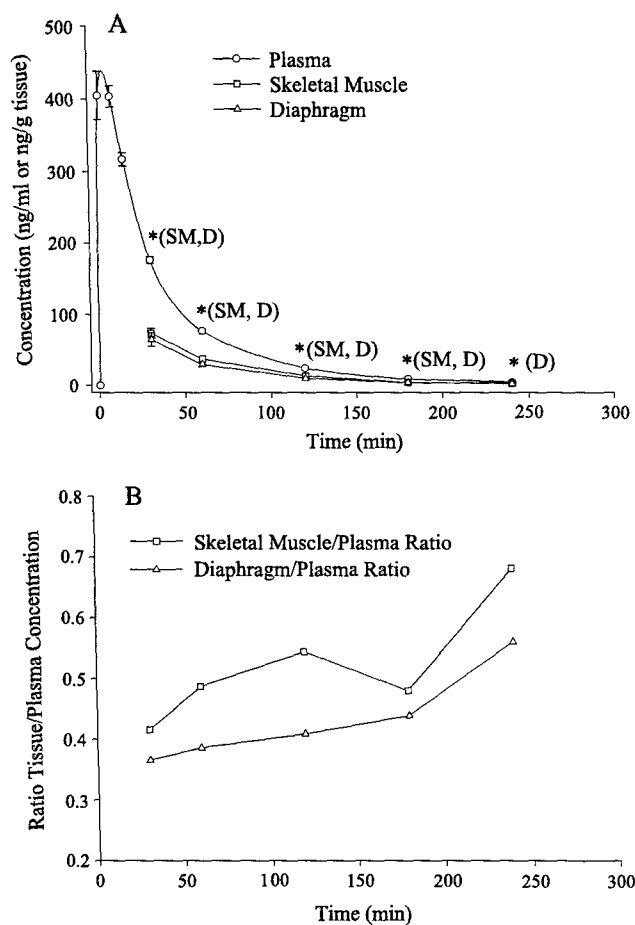 A
500
400
300
200
100
0
Concentration (ng/ml or ng/g tissue)
Plasma
Skeletal Muscle
Diaphragm
*(SM,D)
*(SM, D)
*(SM, D)
*(SM, D)
* (D)
0 50 100 150 200 250 300
Time (min)
B
0.8
0.7
0.6
0.5
0.4
0.3
0.2
Ratio Tissue/Plasma Concentration
Skeletal Muscle/Plasma Ratio
Diaphragm/Plasma Ratio
0 50 100 150 200 250 300
Time (min)